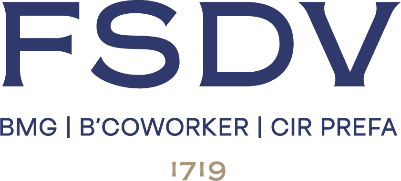 FSDV
BMG | B'COWORKER | CIR PREFA
1719